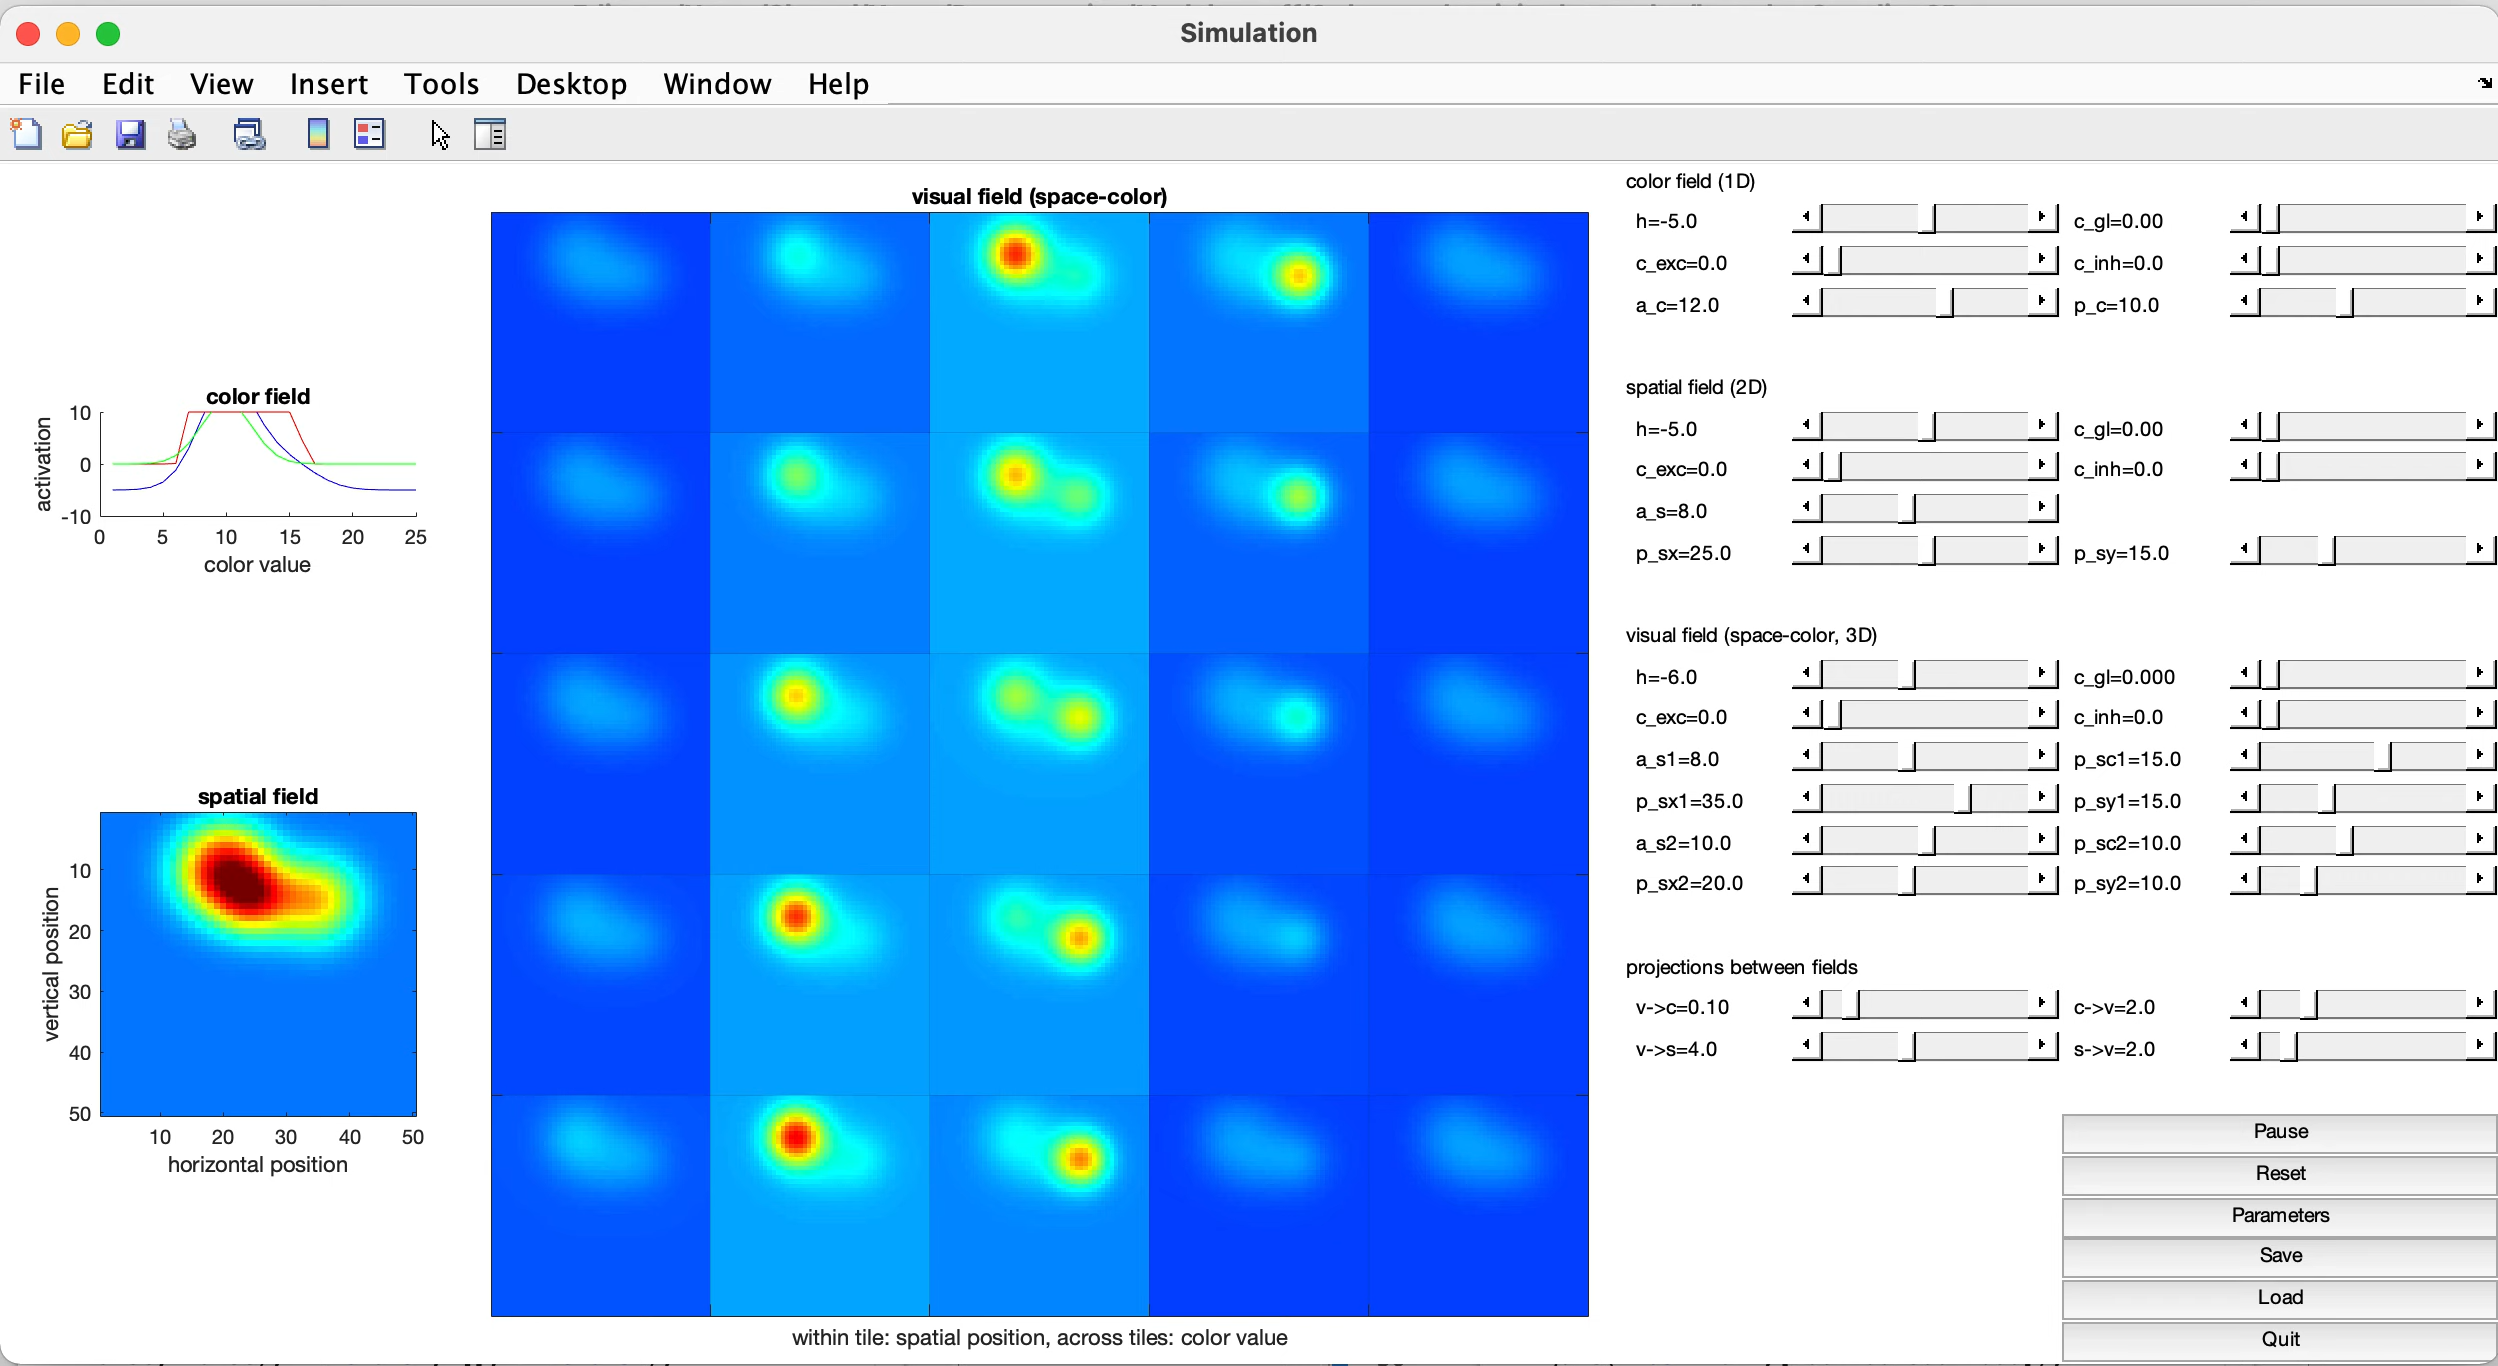 Simulation
File Edit View Insert Tools Desktop Window Help
visual field (space-color)
color field
10
0
-10
activation
0 5 10 15 20 25
color value
spatial field
10
20
30
40
50
vertical position
10 20 30 40 50
horizontal position
within tile: spatial position, across tiles: color value
color field (1D)
h=-5.0 c_gl=0.00
c_exc=0.0 c_inh=0.0
a_c=12.0 p_c=10.0
spatial field (2D)
h=-5.0 c_gl=0.00
c_exc=0.0 c_inh=0.0
a_s=8.0
p_sx=25.0 p_sy=15.0
visual field (space-color, 3D)
h=-6.0 c_gl=0.000
c_exc=0.0 c_inh=0.0
a_s1=8.0 p_sc1=15.0
p_sx1=35.0 p_sy1=15.0
a_s2=10.0 p_sc2=10.0
p_sx2=20.0 p_sy2=10.0
projections between fields
v->c=0.10 c->v=2.0
v->s=4.0 s->v=2.0
Pause
Reset
Parameters
Save
Load
Quit